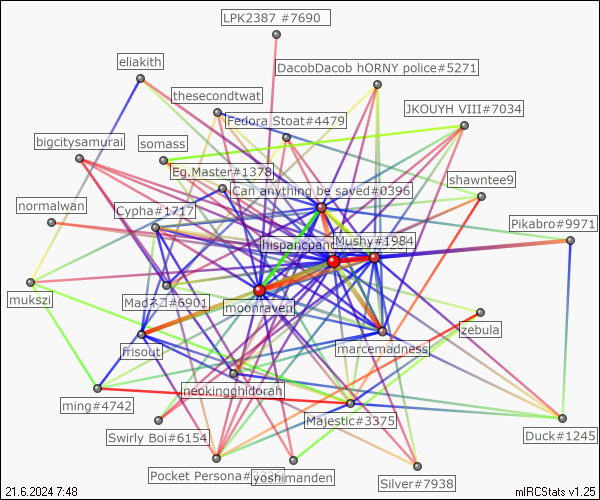 LPK2387 #7690
eliakith
DacobDacob hORNY police#5271
thesecondtwat
JKOUYH VIII#7034
Fedora Stoat#4479
bigcitysamurai
somass
Eg.Master#1378
shawntee9
Can anything be saved#0396
normalwan
Cypha#1717
Pikabro#9971
Mushy#1984
hispancpand
mukszi
Madネコ#6901
moonraven
zebula
frisout
marcemadness
neokingghidorah
ming#4742
Majestic#3375
Swirly Boi#6154
Duck#1245
Pocket Persona
yoshimanden
Silver#7938
21.6.2024 7:48
mIRCStats v1.25